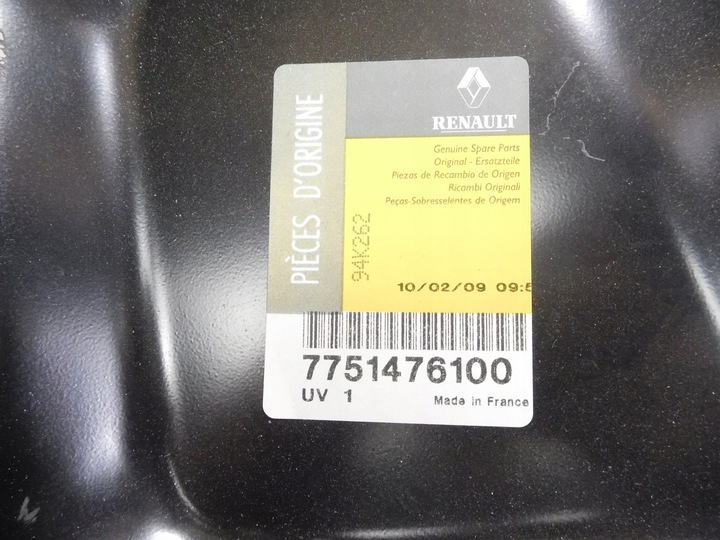 PIÈCES D'ORIGINE
RENAULT
Genuine Spare Parts
Original - Ersatzteile
Piezas de Recambio de Origen
Ricambi Originali
Peças-Sobresselentes de Origem
94K262
10/02/09 09:5
7751476100
UV 1
Made in France